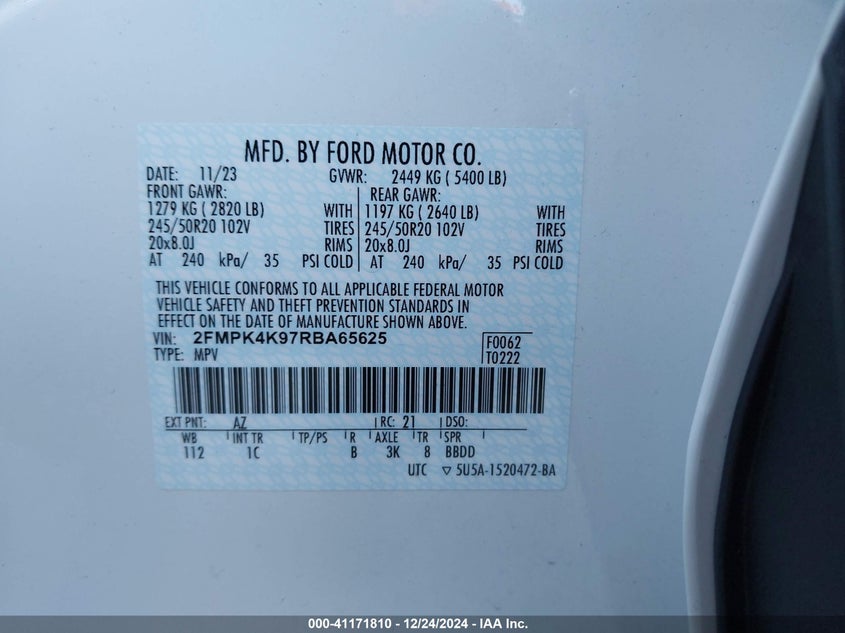 MFD. BY FORD MOTOR CO.
DATE: 11/23 GVWR: 2449 KG ( 5400 LB)
FRONT GAWR: REAR GAWR:
1279 KG ( 2820 LB) WITH 1197 KG ( 2640 LB) WITH
245/50R20 102V TIRES 245/50R20 102V TIRES
20x8.0J RIMS 20x8.0J RIMS
AT 240 kPa/ 35 PSI COLD AT 240 kPa/ 35 PSI COLD
THIS VEHICLE CONFORMS TO ALL APPLICABLE FEDERAL MOTOR
VEHICLE SAFETY AND THEFT PREVENTION STANDARDS IN
EFFECT ON THE DATE OF MANUFACTURE SHOWN ABOVE.
VIN: 2FMPK4K97RBA65625 F0062
TYPE: MPV T0222
EXT PNT: AZ RC: 21 DSO:
WB INT TR TP/PS R AXLE TR SPR
112 1C B 3K 8 BBDD
UTC ▽ 5U5A-1520472-BA
000-41171810 - 12/24/2024 - IAA Inc.